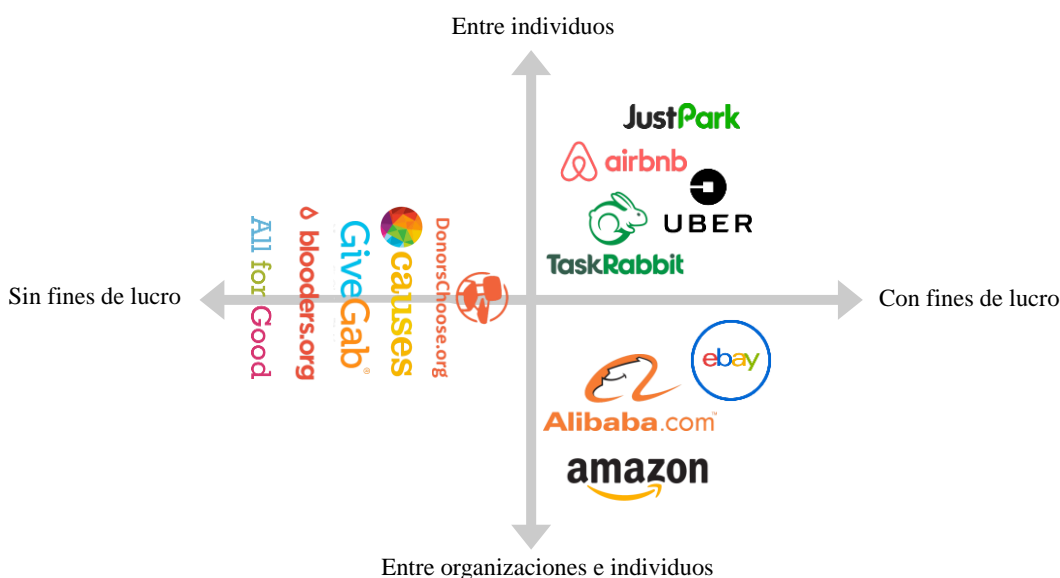 Entre individuos
JustPark
airbnb
UBER
TaskRabbit
Sin fines de lucro
All for Good
blooders.org
GiveGab®
causes
DonorsChoose.org
Con fines de lucro
ebay
Alibaba.com™
amazon
Entre organizaciones e individuos